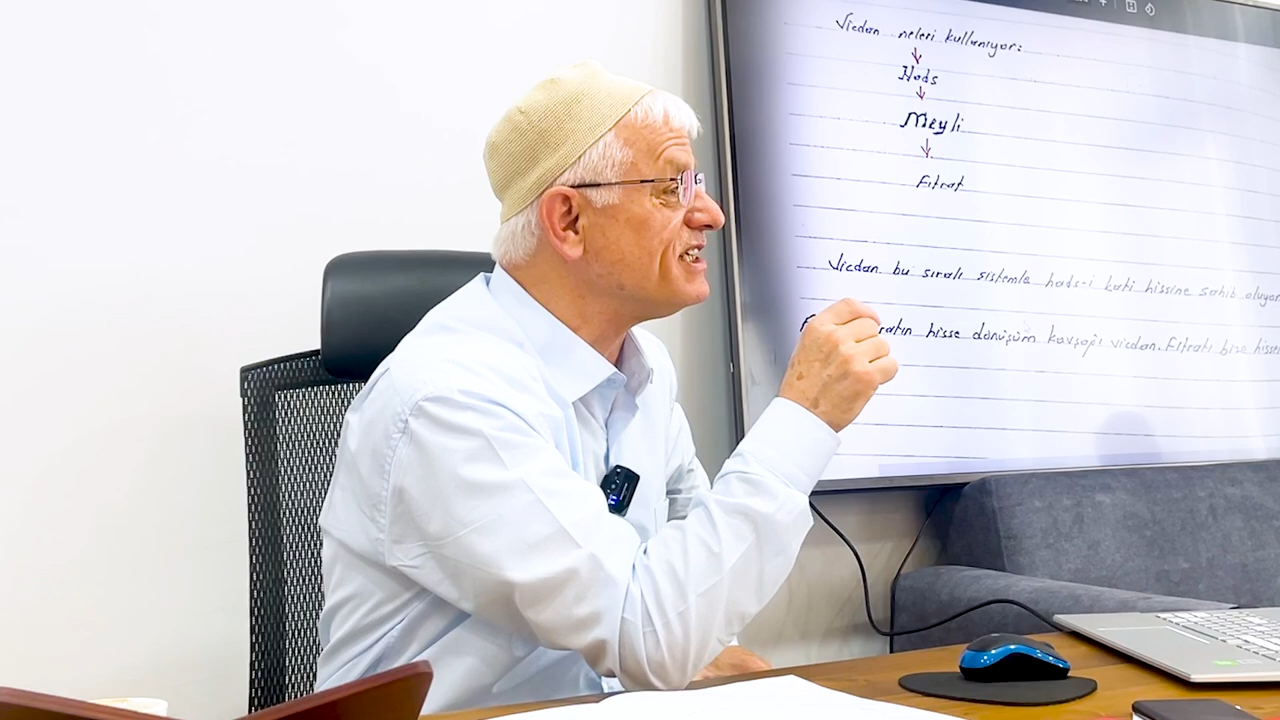 Vicdan neleri kullanıyor:
Hads
Meyli
Fıtrat
Vicdan bu sıralı sistemle hads-i kati hissine sahib oluyor
ratın hisse dönüşüm kavşağı vicdan. Fıtratı bize hisse